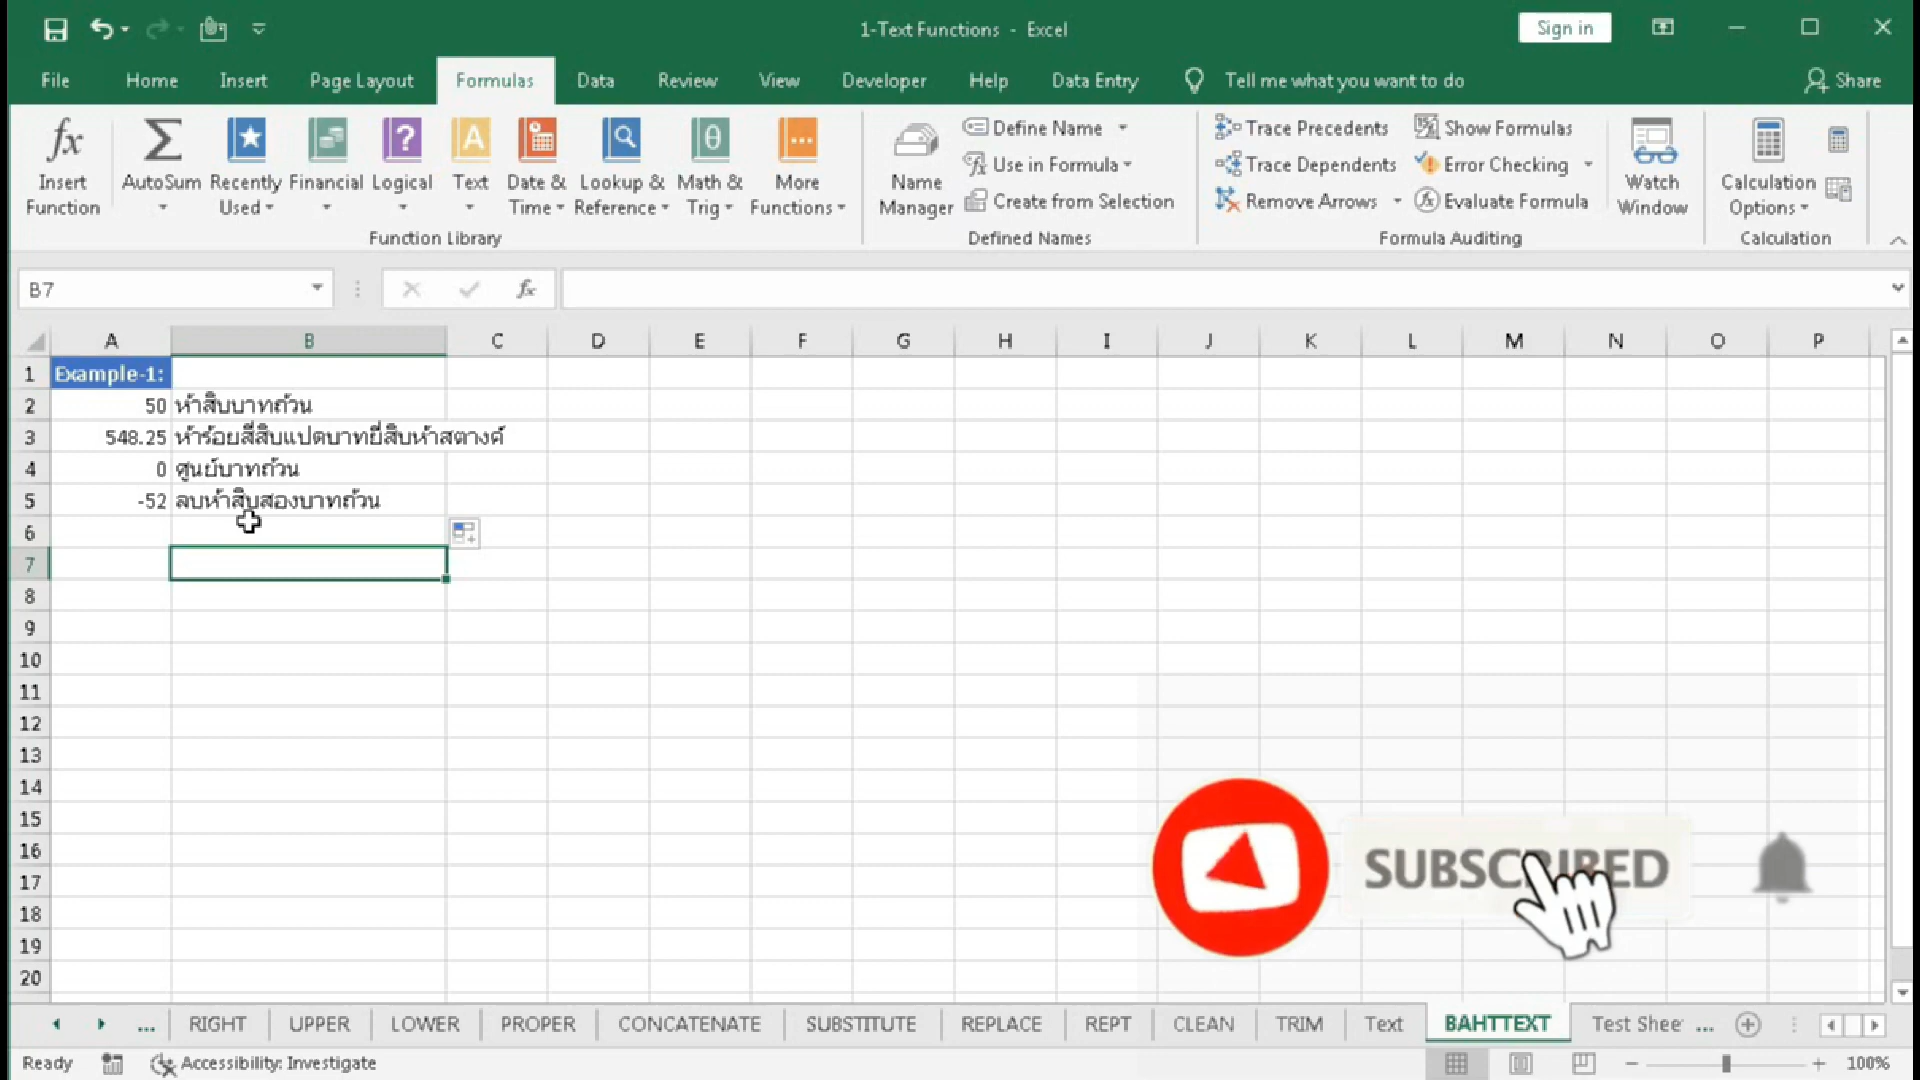 1-Text Functions - Excel
Sign in
File Home Insert Page Layout Formulas Data Review View Developer Help Data Entry Tell me what you want to do Share
Insert Function
AutoSum
Recently Used
Financial
Logical
Text
Date & Time
Lookup & Reference
Math & Trig
More Functions
Function Library
Name Manager
Define Name
Use in Formula
Create from Selection
Defined Names
Trace Precedents
Trace Dependents
Remove Arrows
Show Formulas
Error Checking
Evaluate Formula
Watch Window
Formula Auditing
Calculation Options
Calculation
B7
fx
A B C D E F G H I J K L M N O P
1 Example-1:
2 50 ห้าสิบบาทถ้วน
3 548.25 ห้าร้อยสี่สิบแปดบาทยี่สิบห้าสตางค์
4 0 ศูนย์บาทถ้วน
5 -52 ลบห้าสิบสองบาทถ้วน
6
7
8
9
10
11
12
13
14
15
16
17
18
19
20
SUBSCRIBED
... RIGHT UPPER LOWER PROPER CONCATENATE SUBSTITUTE REPLACE REPT CLEAN TRIM Text BAHTTEXT Test Shee ...
Ready Accessibility: Investigate 100%